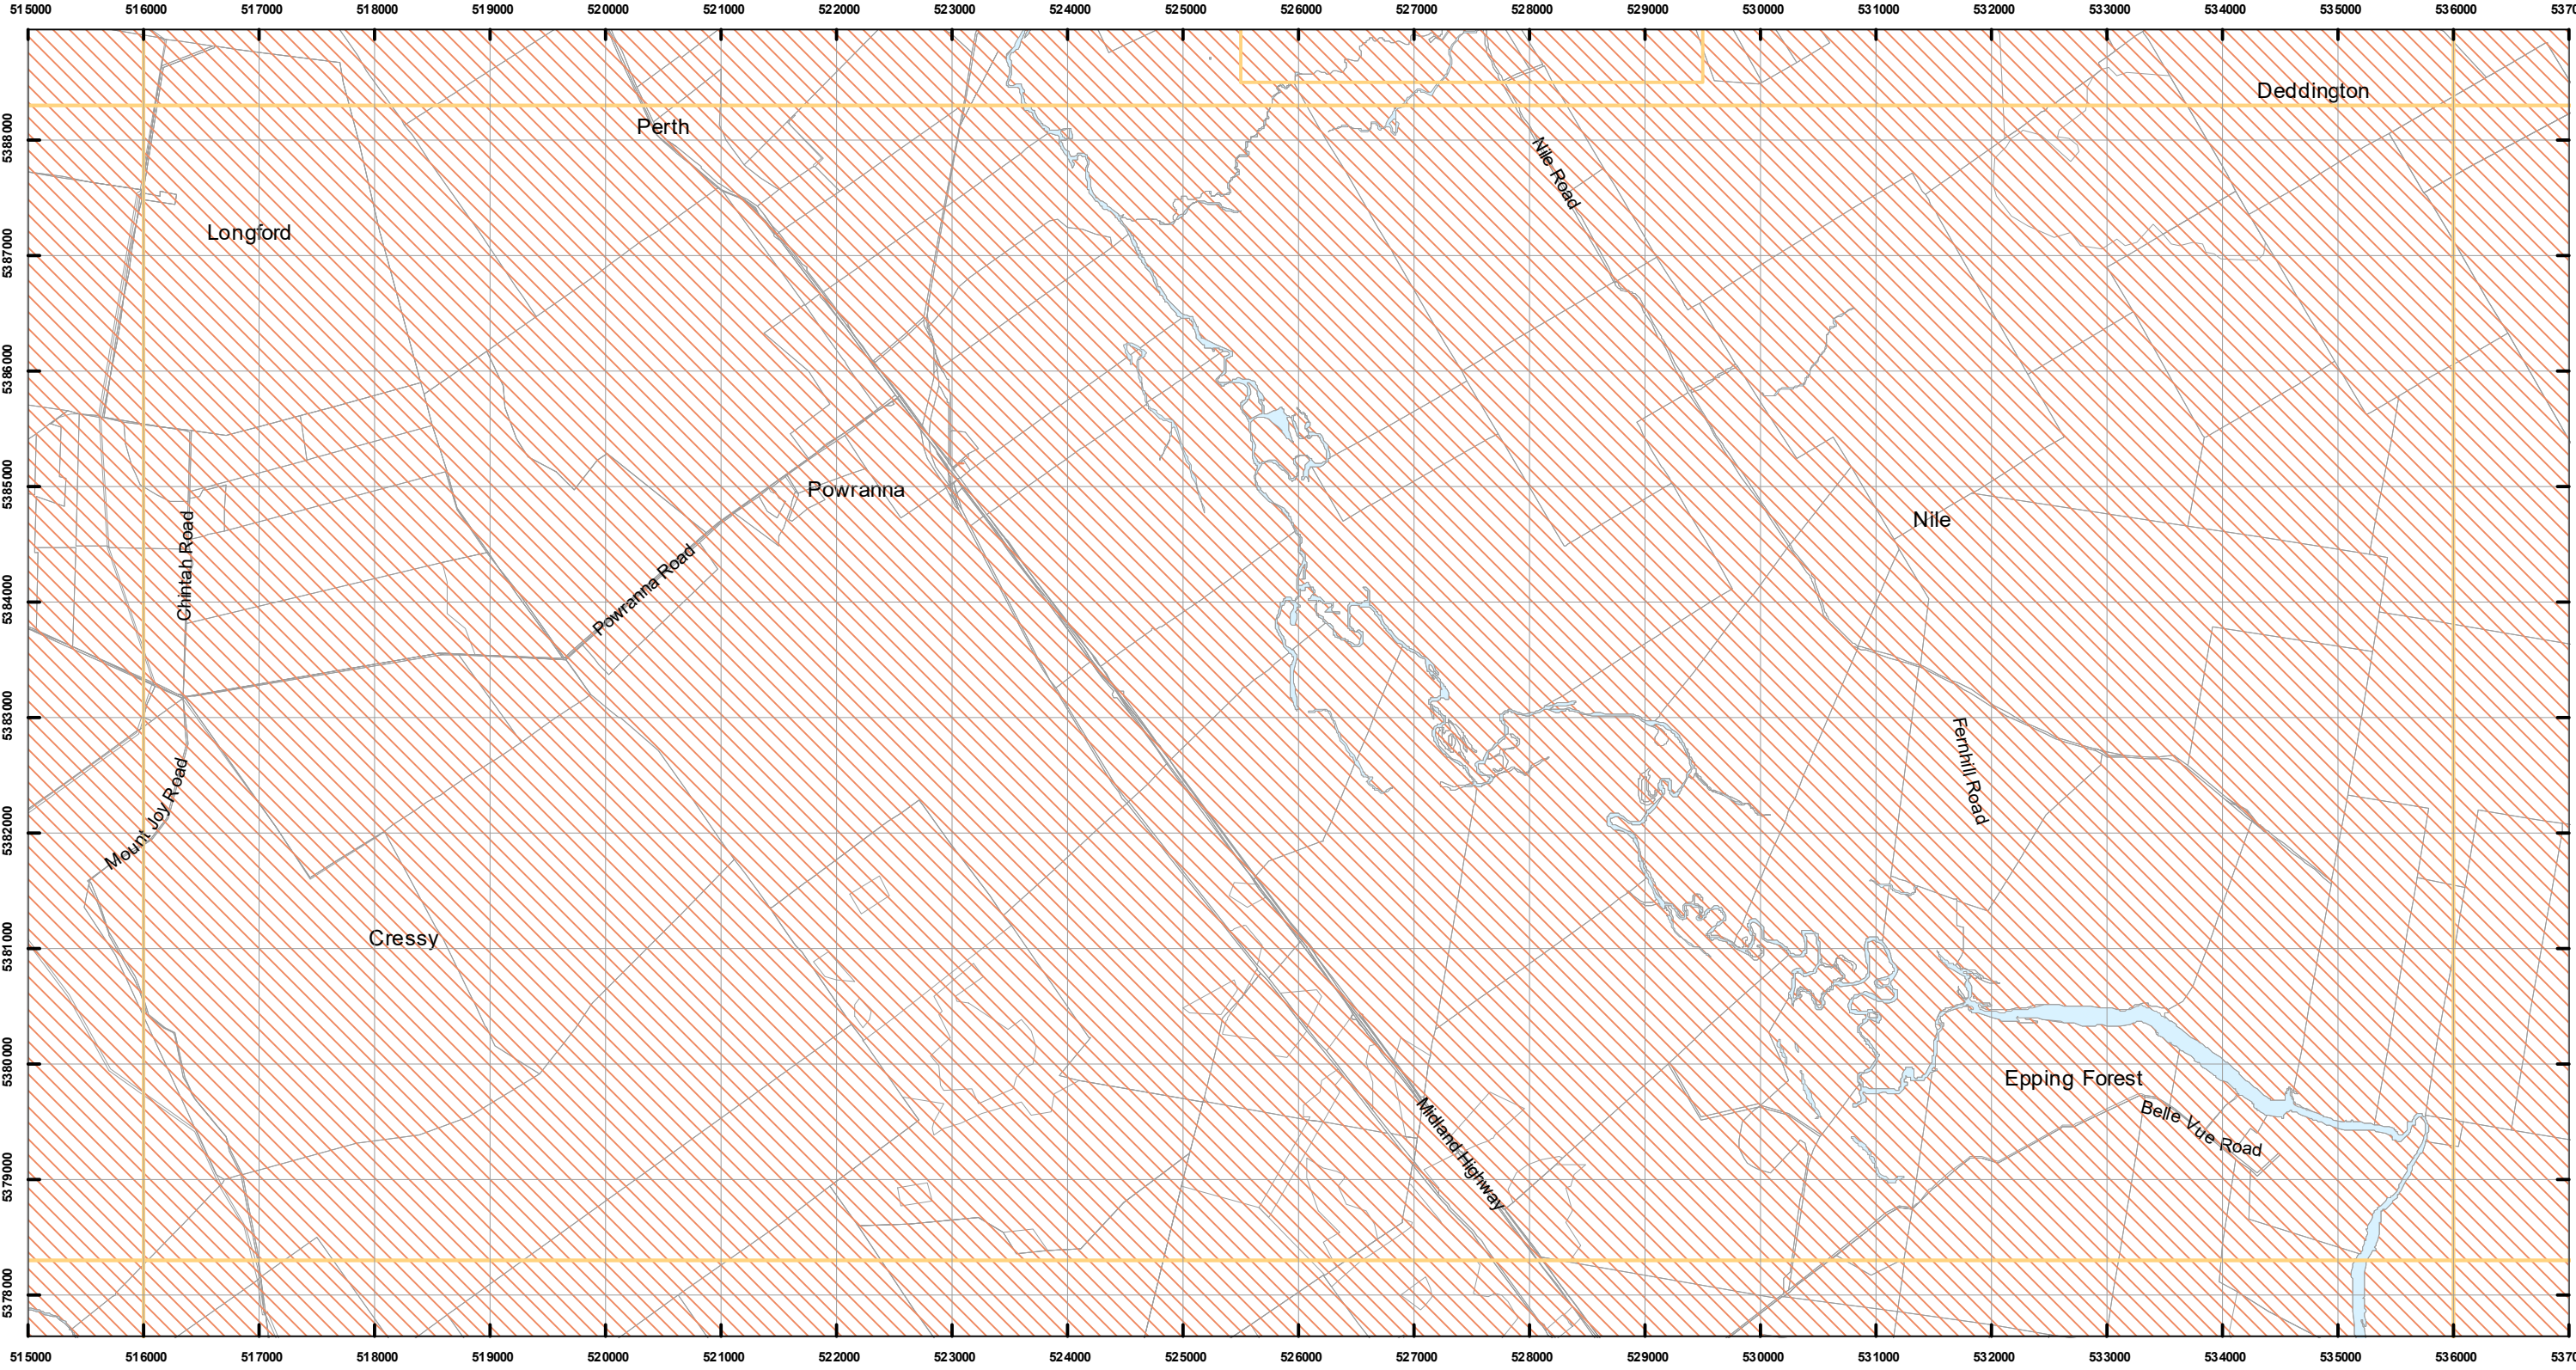 515000 516000 517000 518000 519000 520000 521000 522000 523000 524000 525000 526000 527000 528000 529000 530000 531000 532000 533000 534000 535000 536000
Deddington
Perth
5388000
Nile Road
Longford
5387000
5386000
5385000
Powranna
Nile
Chintah Road
Powranna Road
5384000
5383000
Fernhill Road
Mount Joy Road
5382000
Cressy
5381000
5380000
Epping Forest
Belle Vue Road
Midland Highway
5379000
5378000
515000 516000 517000 518000 519000 520000 521000 522000 523000 524000 525000 526000 527000 528000 529000 530000 531000 532000 533000 534000 535000 536000